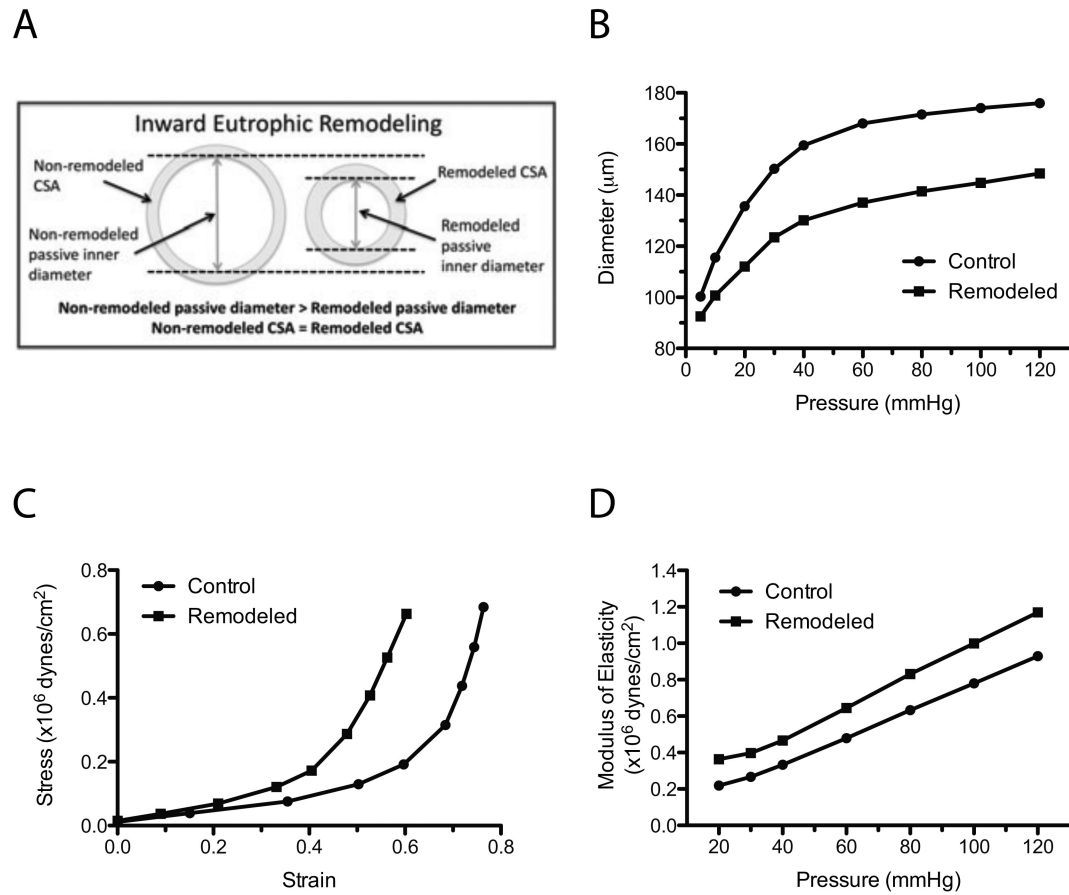 A
Inward Eutrophic Remodeling
Non-remodeled
CSA
Non-remodeled
passive inner
diameter
Remodeled CSA
Remodeled
passive
inner diameter
Non-remodeled passive diameter > Remodeled passive diameter
Non-remodeled CSA = Remodeled CSA
B
Diameter (μm)
180
160
140
120
100
80
0
20
40
60
80
100
120
Pressure (mmHg)
Control
Remodeled
C
Stress (x10⁶ dynes/cm²)
0.8
0.6
0.4
0.2
0.0
0.0
0.2
0.4
0.6
0.8
Strain
Control
Remodeled
D
Modulus of Elasticity
(x10⁶ dynes/cm²)
1.4
1.2
1.0
0.8
0.6
0.4
0.2
0.0
20
40
60
80
100
120
Pressure (mmHg)
Control
Remodeled